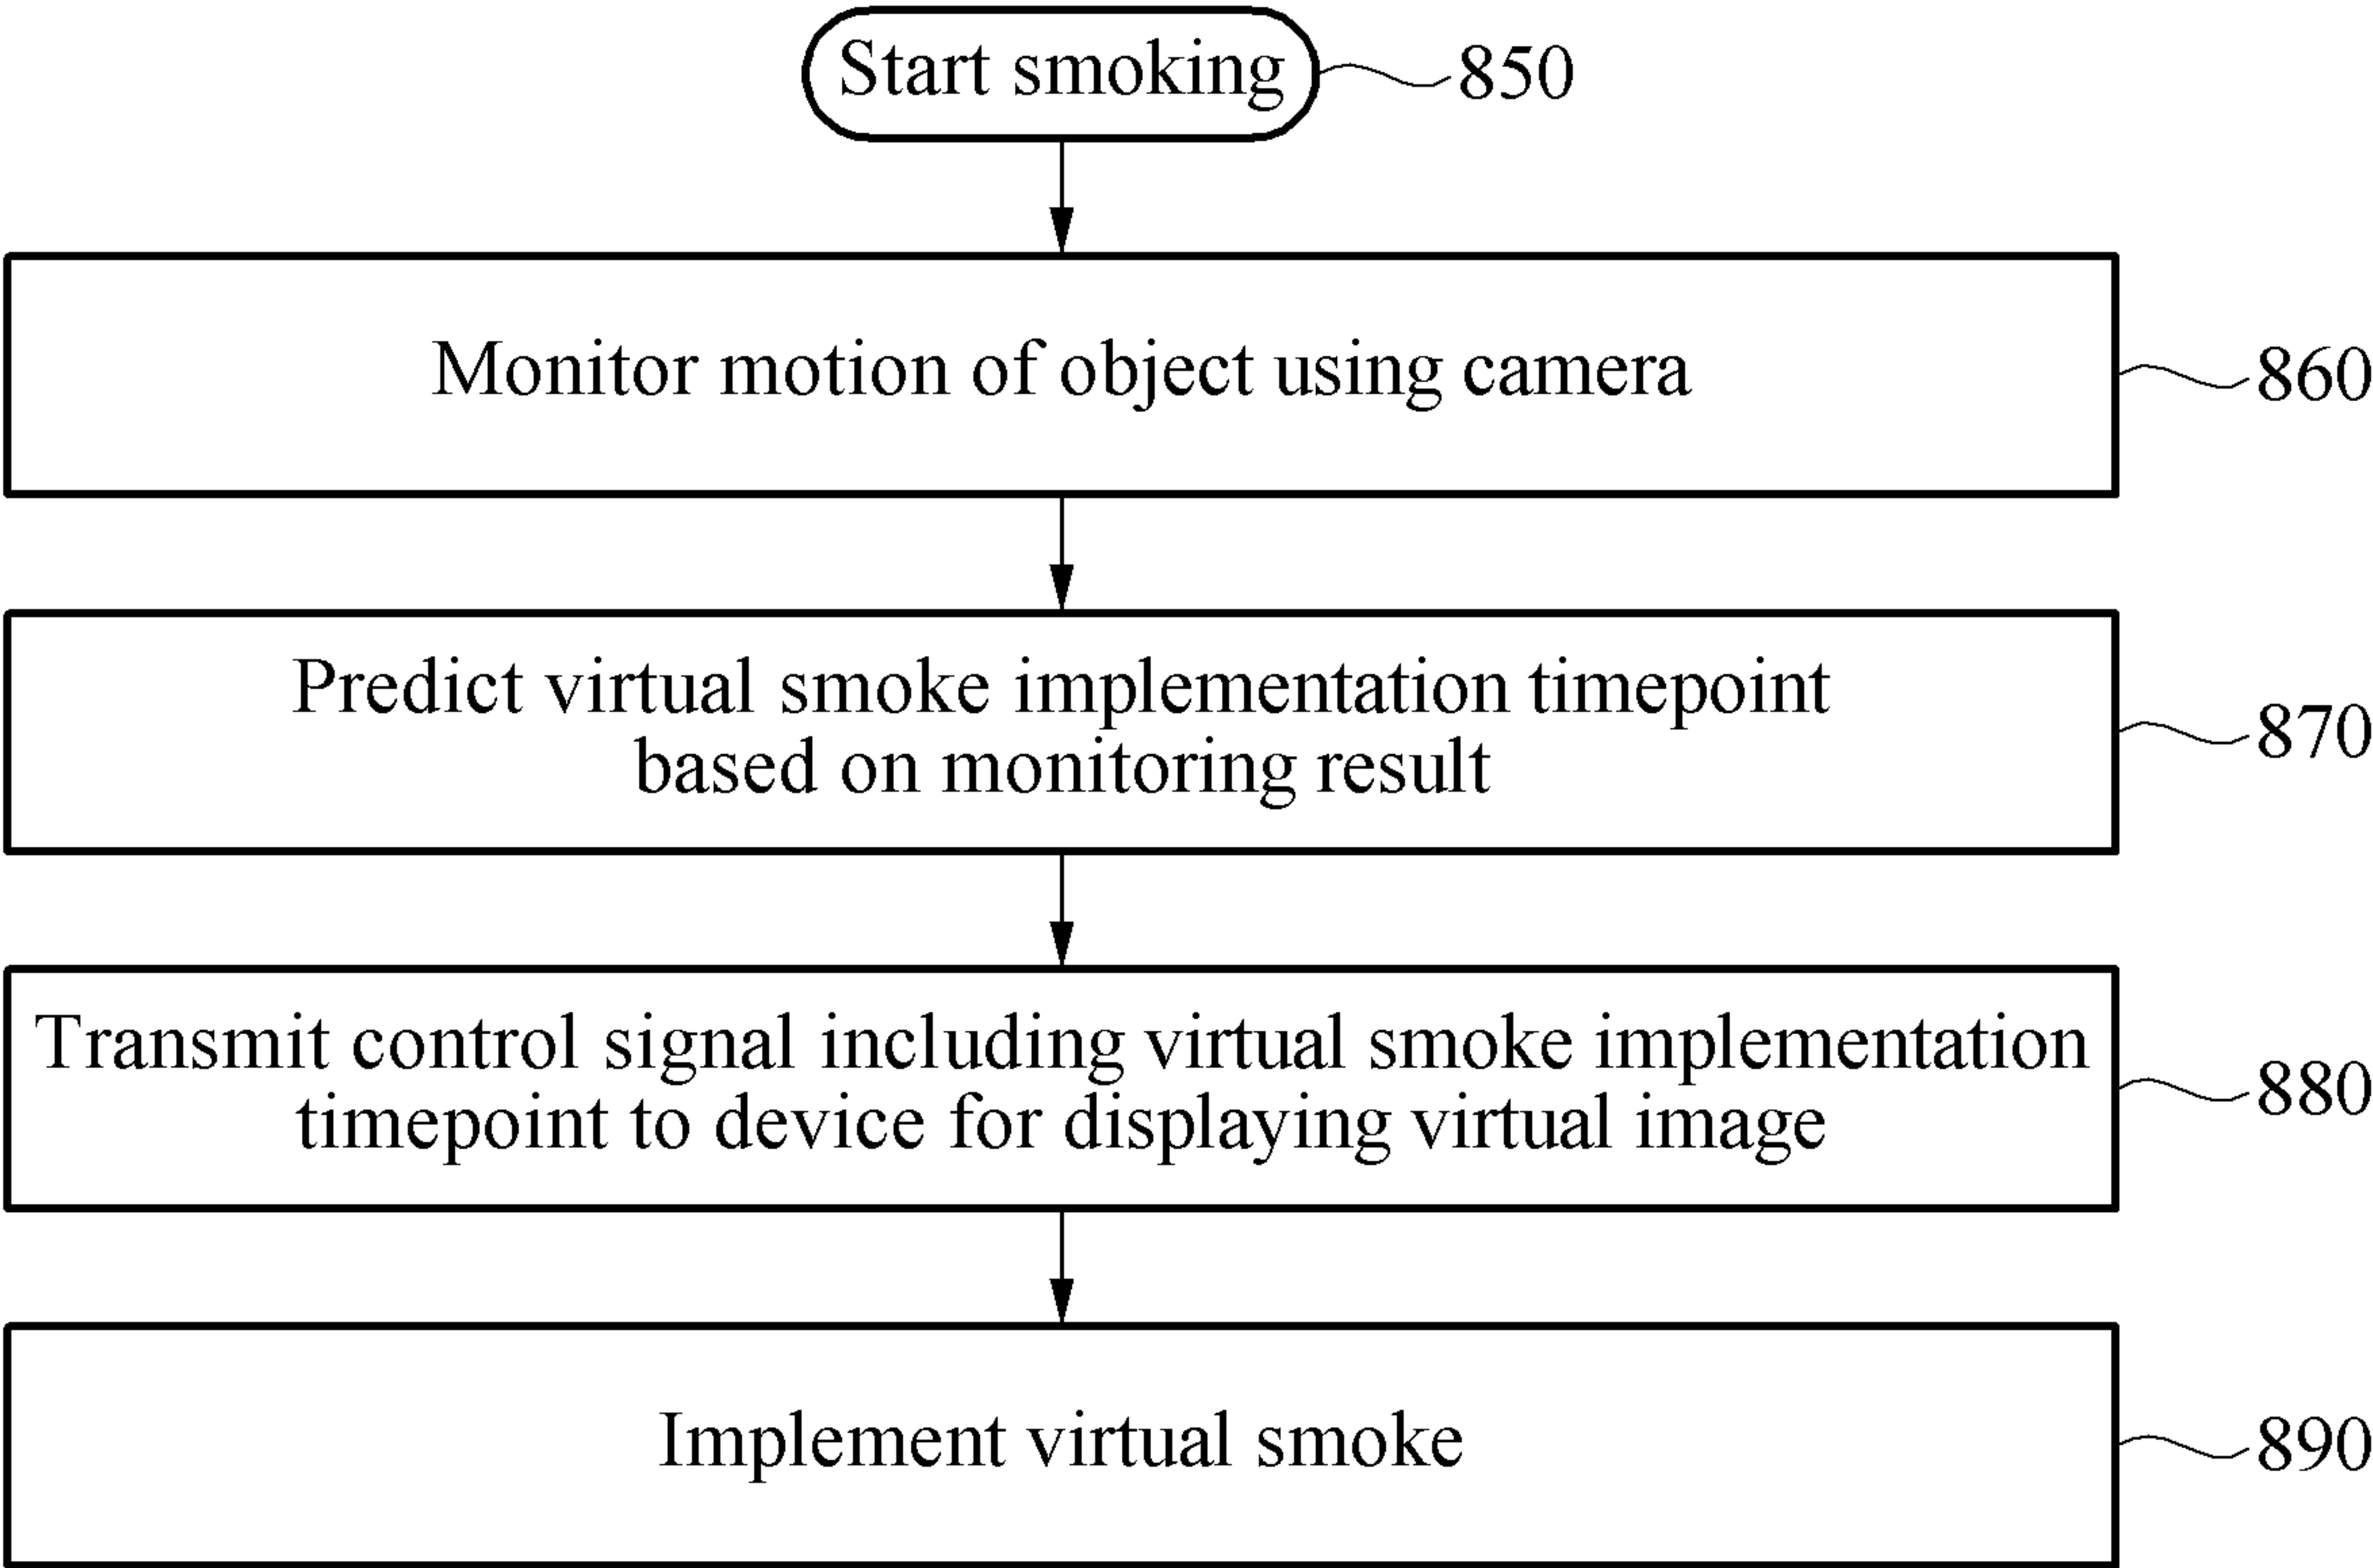 Start smoking
850
Monitor motion of object using camera
860
Predict virtual smoke implementation timepoint
based on monitoring result
870
Transmit control signal including virtual smoke implementation
timepoint to device for displaying virtual image
880
Implement virtual smoke
890